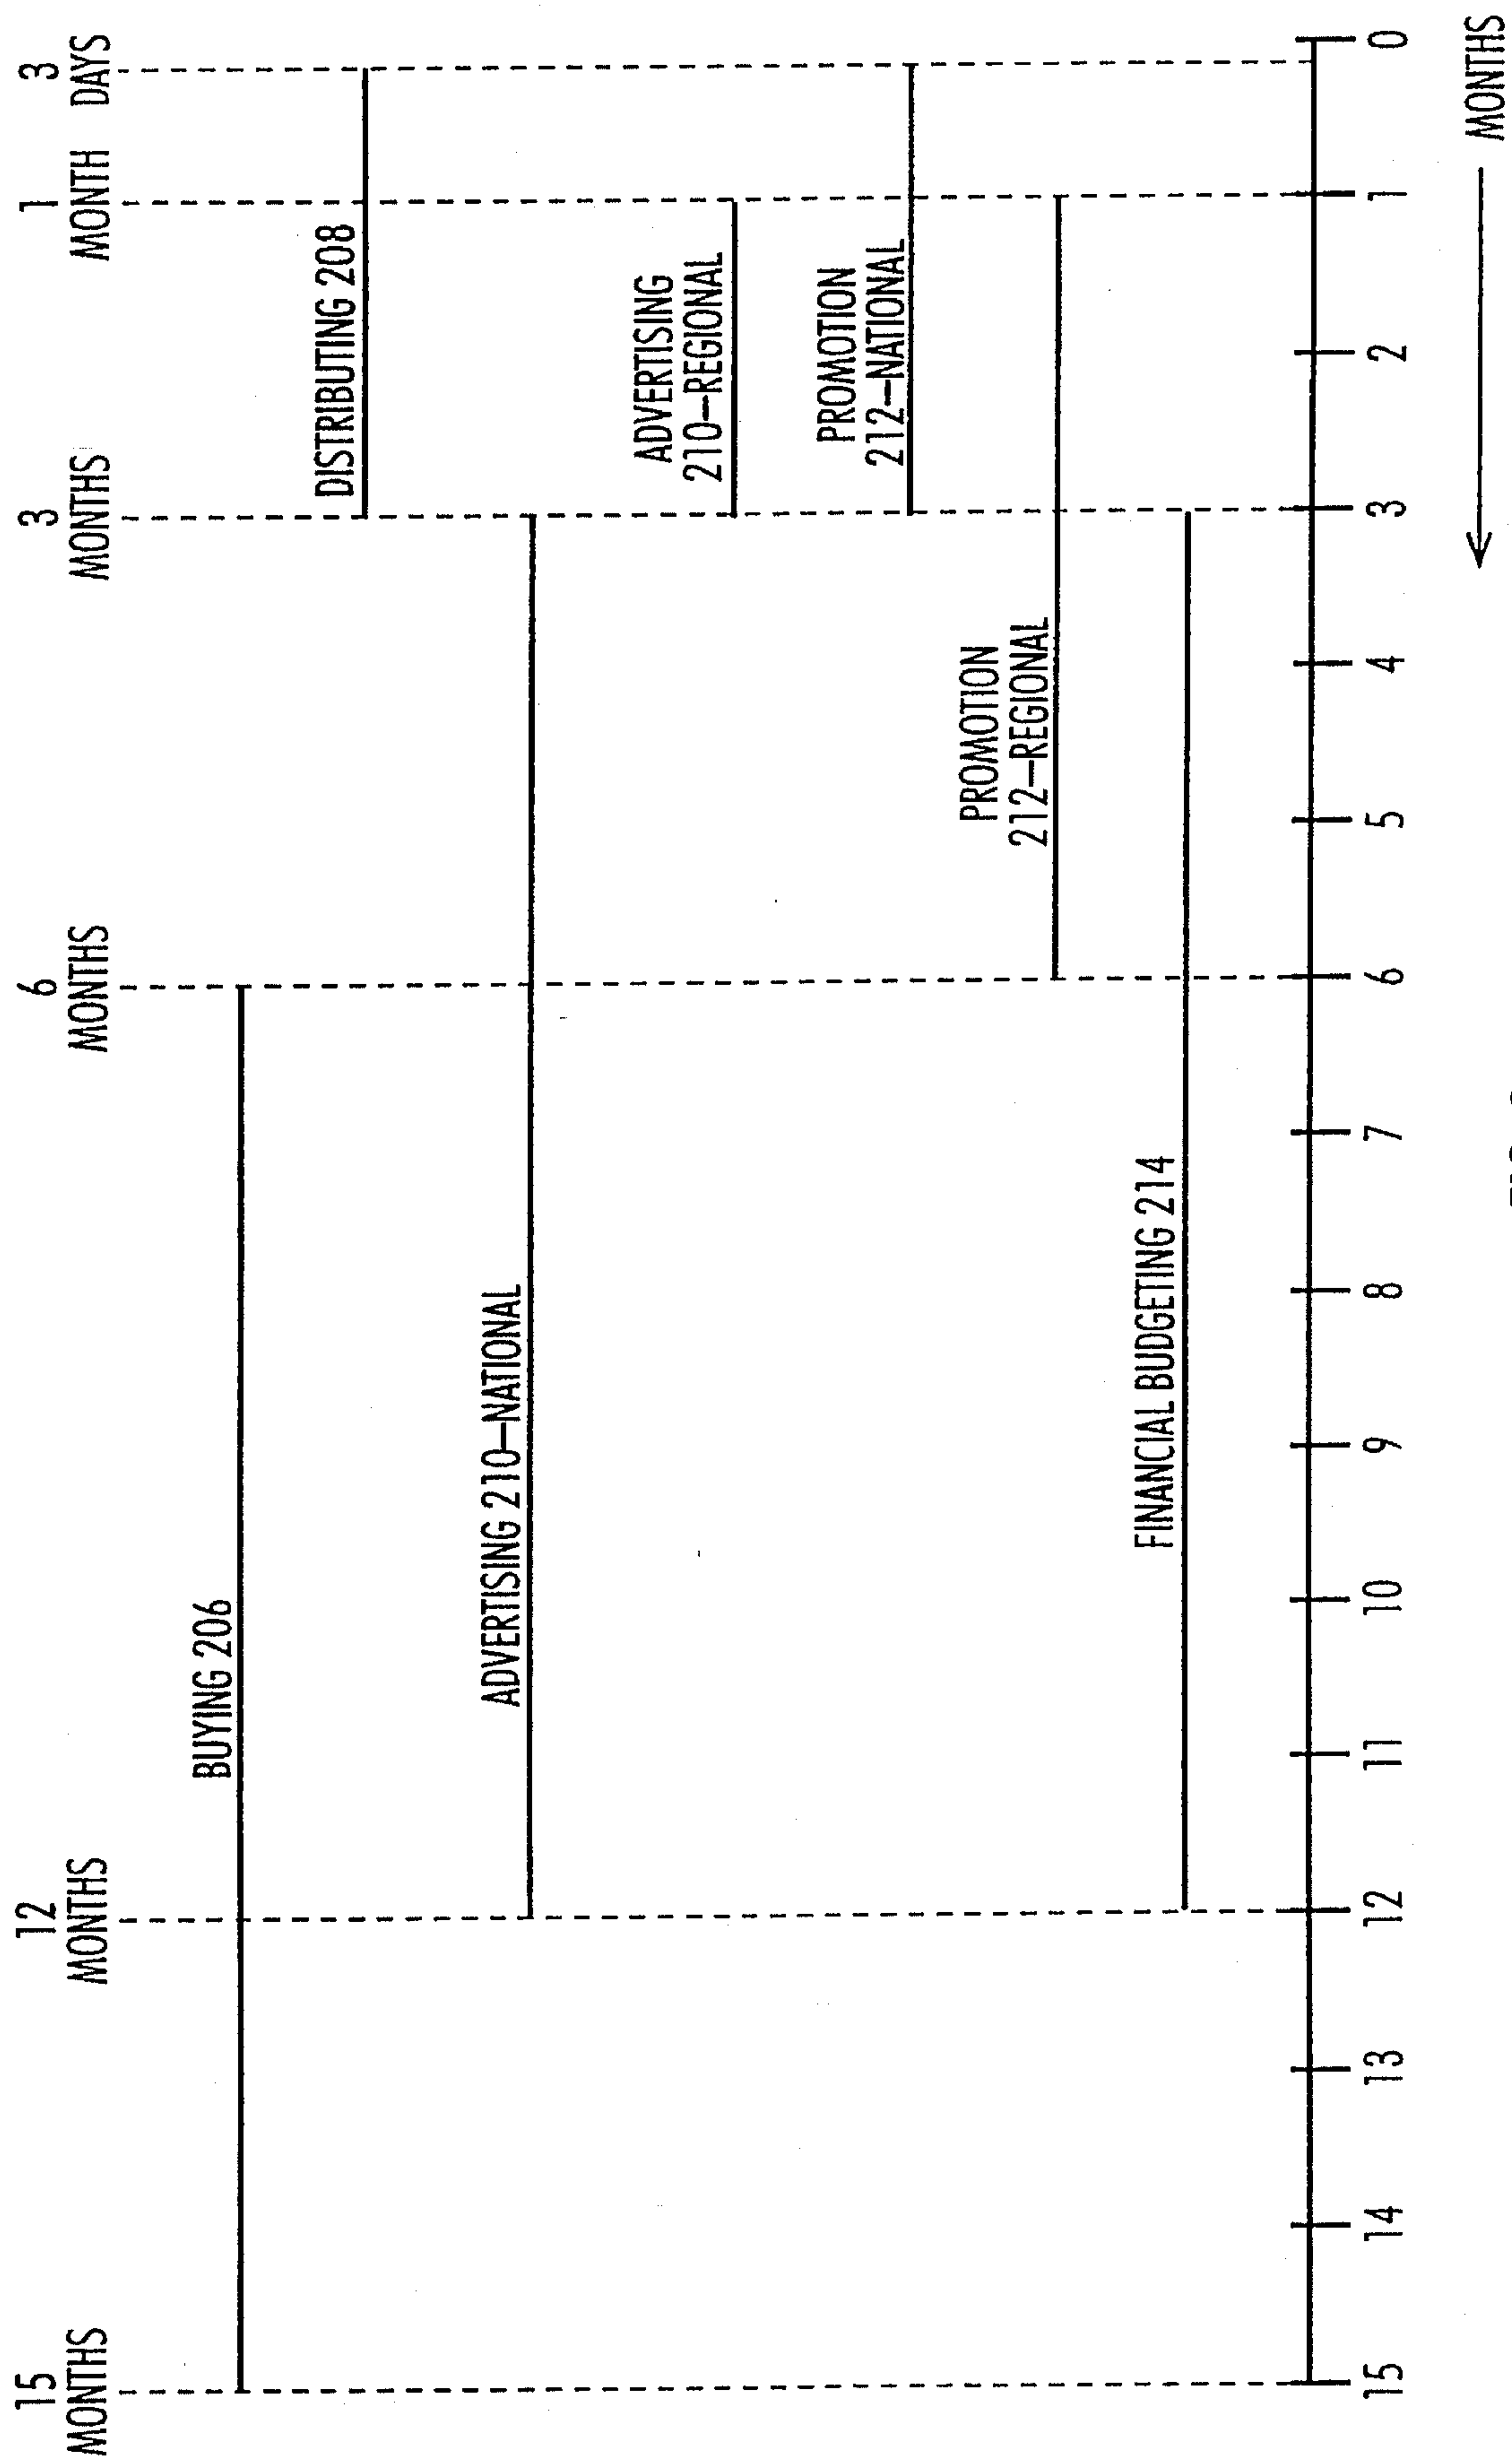 15 12 6 3 1 3
MONTHS MONTHS MONTHS MONTHS MONTH DAYS
BUYING 206
DISTRIBUTING 208
ADVERTISING 210–NATIONAL
ADVERTISING
210–REGIONAL
PROMOTION
212–NATIONAL
PROMOTION
212–REGIONAL
FINANCIAL BUDGETING 214
15 14 13 12 11 10 9 8 7 6 5 4 3 2 1 0
MONTHS